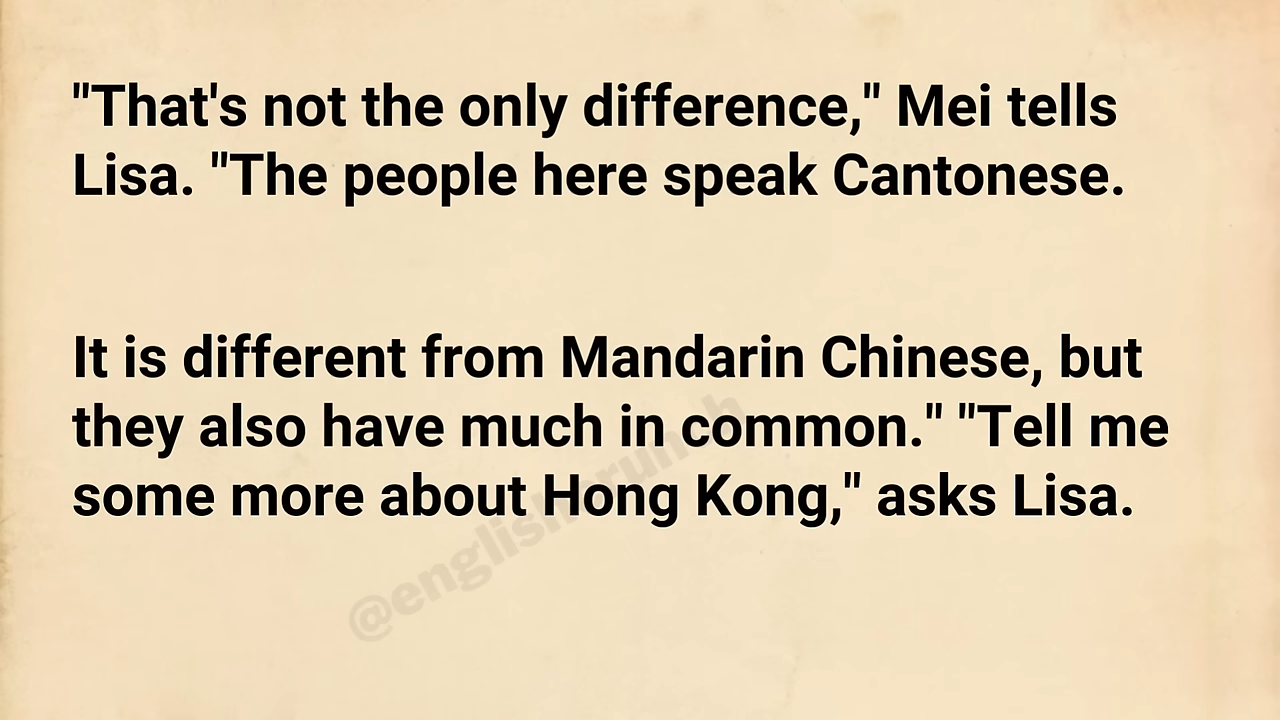 "That's not the only difference," Mei tells
Lisa. "The people here speak Cantonese.
It is different from Mandarin Chinese, but
they also have much in common." "Tell me
some more about Hong Kong," asks Lisa.